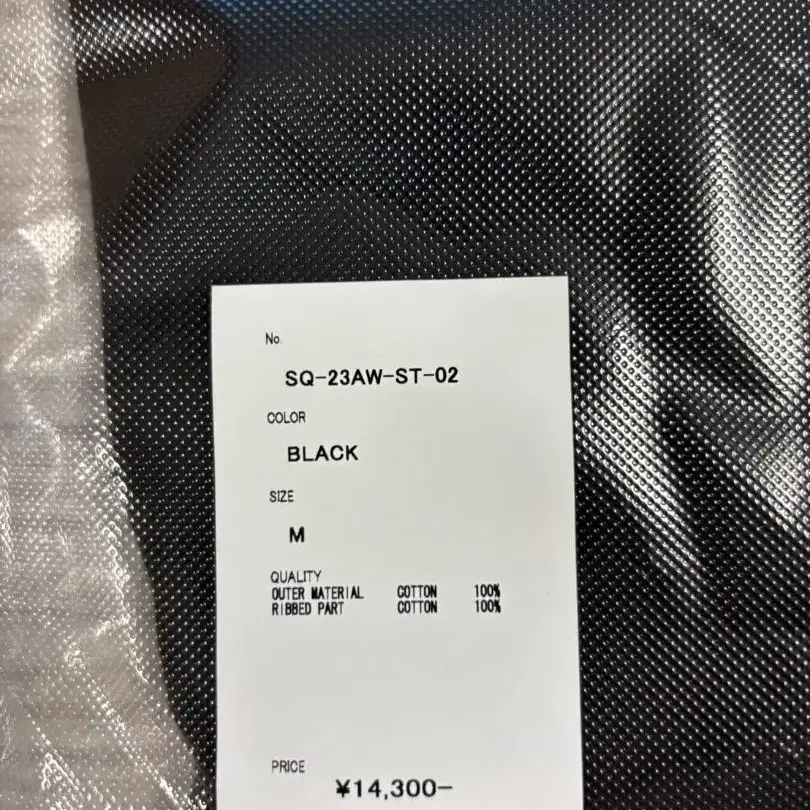 No.
SQ-23AW-ST-02
COLOR
BLACK
SIZE
M
QUALITY
OUTER MATERIAL COTTON 100%
RIBBED PART COTTON 100%
PRICE
¥14,300-